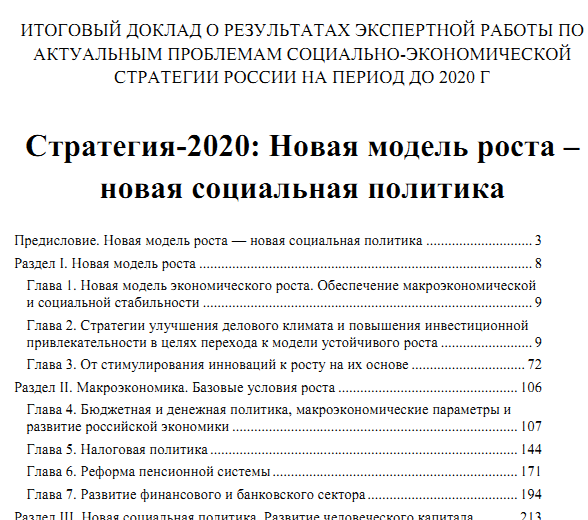 ИТОГОВЫЙ ДОКЛАД О РЕЗУЛЬТАТАХ ЭКСПЕРТНОЙ РАБОТЫ ПО
АКТУАЛЬНЫМ ПРОБЛЕМАМ СОЦИАЛЬНО-ЭКОНОМИЧЕСКОЙ
СТРАТЕГИИ РОССИИ НА ПЕРИОД ДО 2020 Г
Стратегия-2020: Новая модель роста –
новая социальная политика
Предисловие. Новая модель роста — новая социальная политика ............................ 3
Раздел I. Новая модель роста ........................................................................................ 8
Глава 1. Новая модель экономического роста. Обеспечение макроэкономической
и социальной стабильности ....................................................................................... 9
Глава 2. Стратегии улучшения делового климата и повышения инвестиционной
привлекательности в целях перехода к модели устойчивого роста ........................ 9
Глава 3. От стимулирования инноваций к росту на их основе .............................. 72
Раздел II. Макроэкономика. Базовые условия роста ................................................ 106
Глава 4. Бюджетная и денежная политика, макроэкономические параметры и
развитие российской экономики ............................................................................ 107
Глава 5. Налоговая политика .................................................................................. 144
Глава 6. Реформа пенсионной системы ................................................................. 171
Глава 7. Развитие финансового и банковского сектора ........................................ 194
Раздел III. Новая социальная политика. Развитие человеческого капитала ........... 213